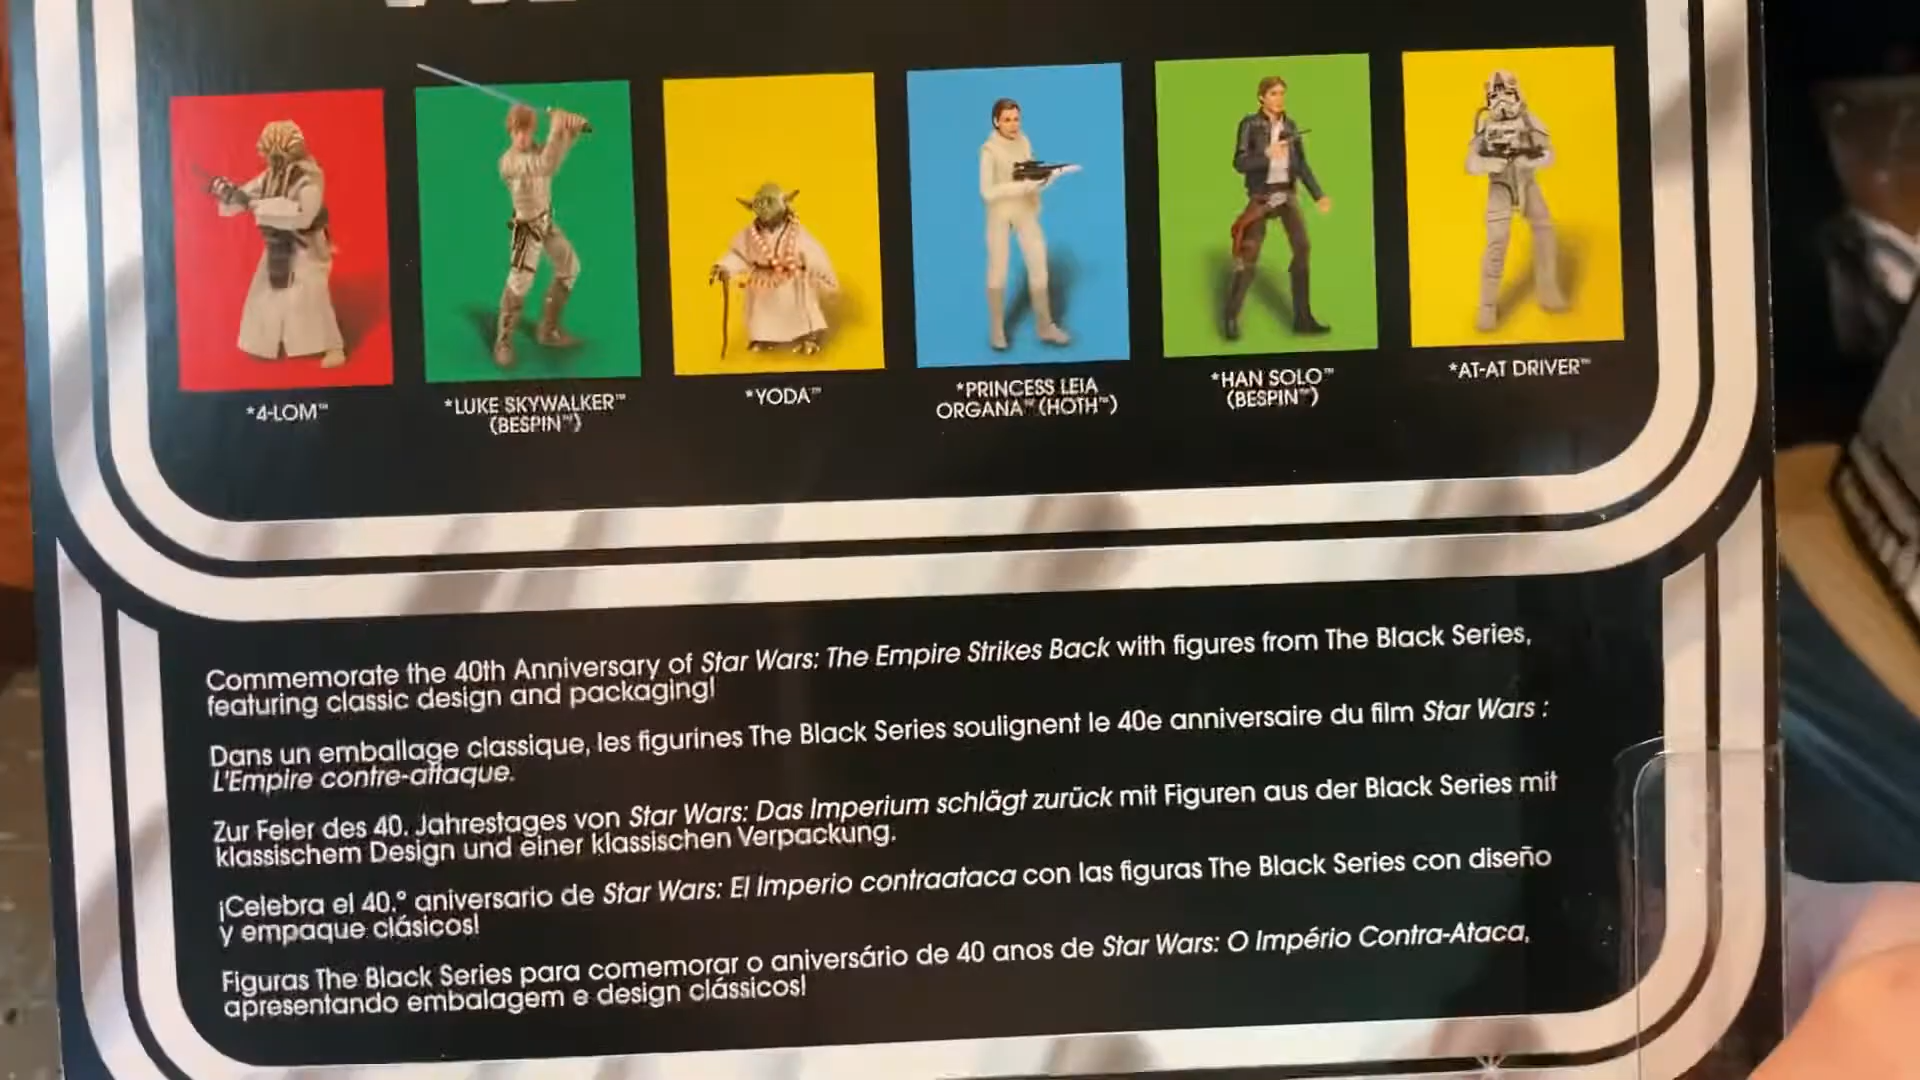 *4-LOM™
*LUKE SKYWALKER™
(BESPIN™)
*YODA™
*PRINCESS LEIA
ORGANA™ (HOTH™)
*HAN SOLO™
(BESPIN™)
*AT-AT DRIVER™
Commemorate the 40th Anniversary of Star Wars: The Empire Strikes Back with figures from The Black Series,
featuring classic design and packaging!
Dans un emballage classique, les figurines The Black Series soulignent le 40e anniversaire du film Star Wars :
L'Empire contre-attaque.
Zur Feier des 40. Jahrestages von Star Wars: Das Imperium schlägt zurück mit Figuren aus der Black Series mit
klassischem Design und einer klassischen Verpackung.
¡Celebra el 40.° aniversario de Star Wars: El Imperio contraataca con las figuras The Black Series con diseño
y empaque clásicos!
Figuras The Black Series para comemorar o aniversário de 40 anos de Star Wars: O Império Contra-Ataca,
apresentando embalagem e design clássicos!